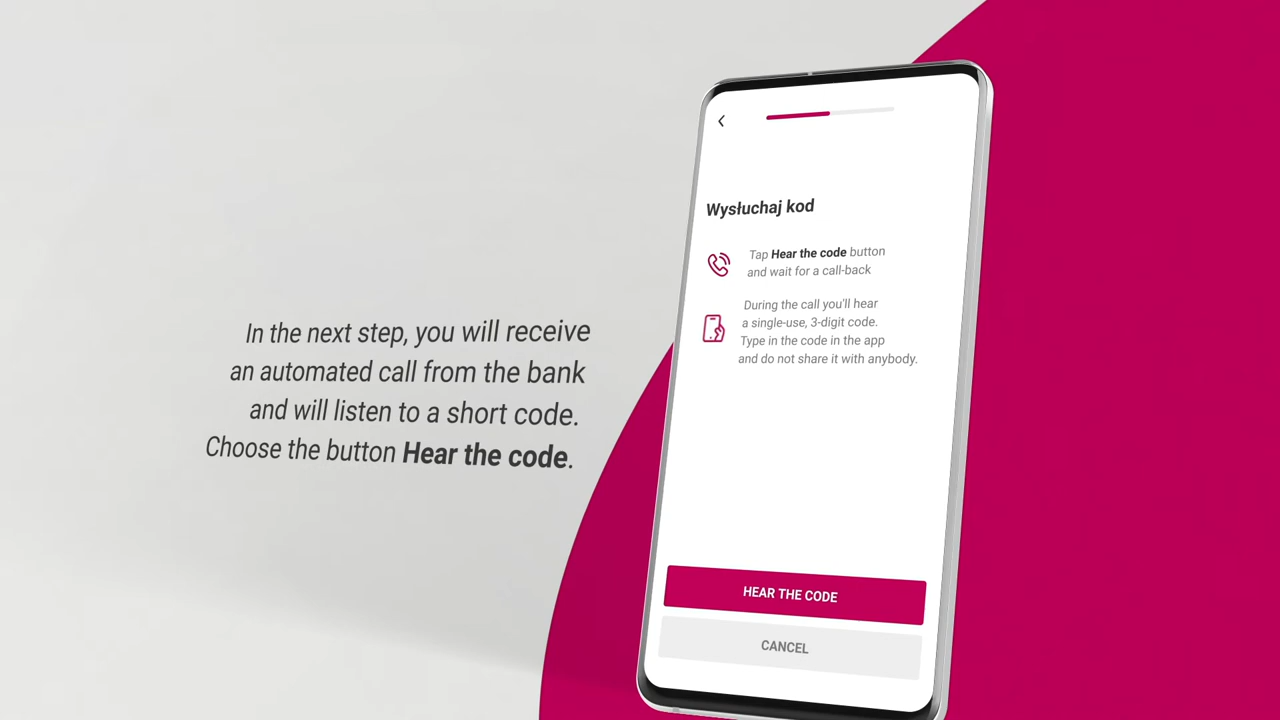 In the next step, you will receive
an automated call from the bank
and will listen to a short code.
Choose the button Hear the code.
Wysłuchaj kod
Tap Hear the code button
and wait for a call-back
During the call you'll hear
a single-use, 3-digit code.
Type in the code in the app
and do not share it with anybody.
HEAR THE CODE
CANCEL